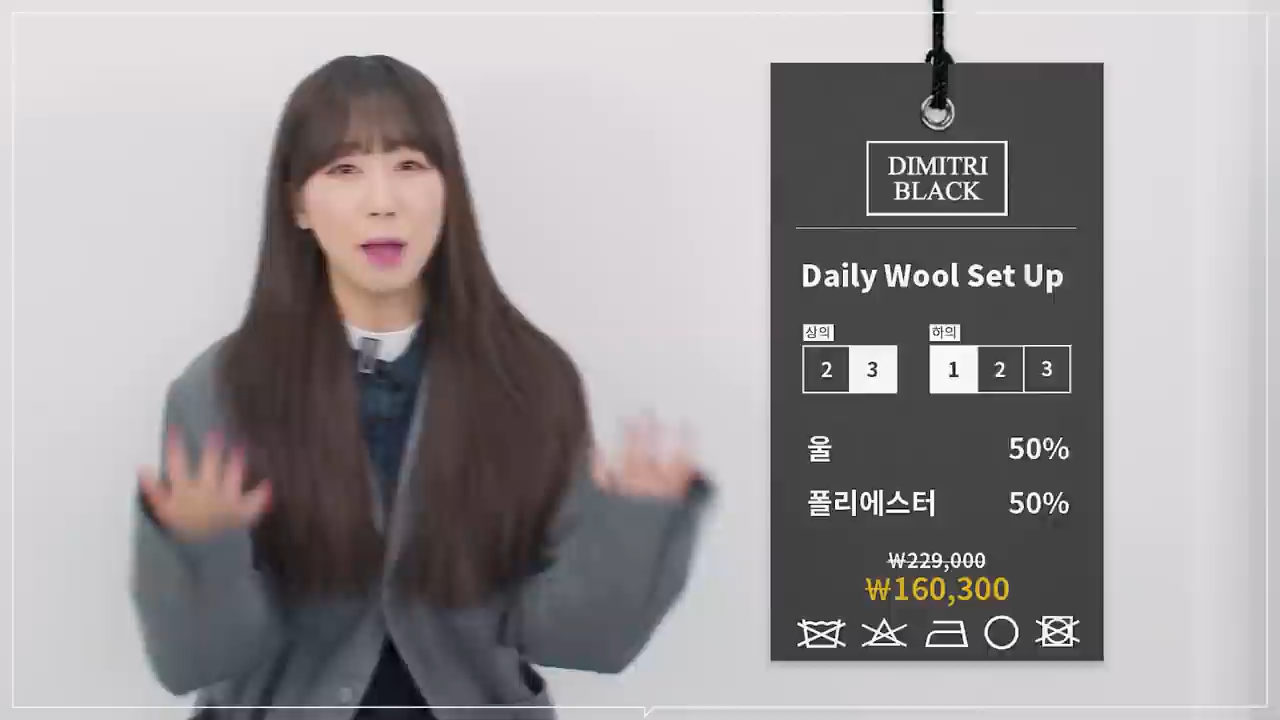 DIMITRI
BLACK
Daily Wool Set Up
상의 하의
2 3 1 2 3
울 50%
폴리에스터 50%
₩229,000
₩160,300